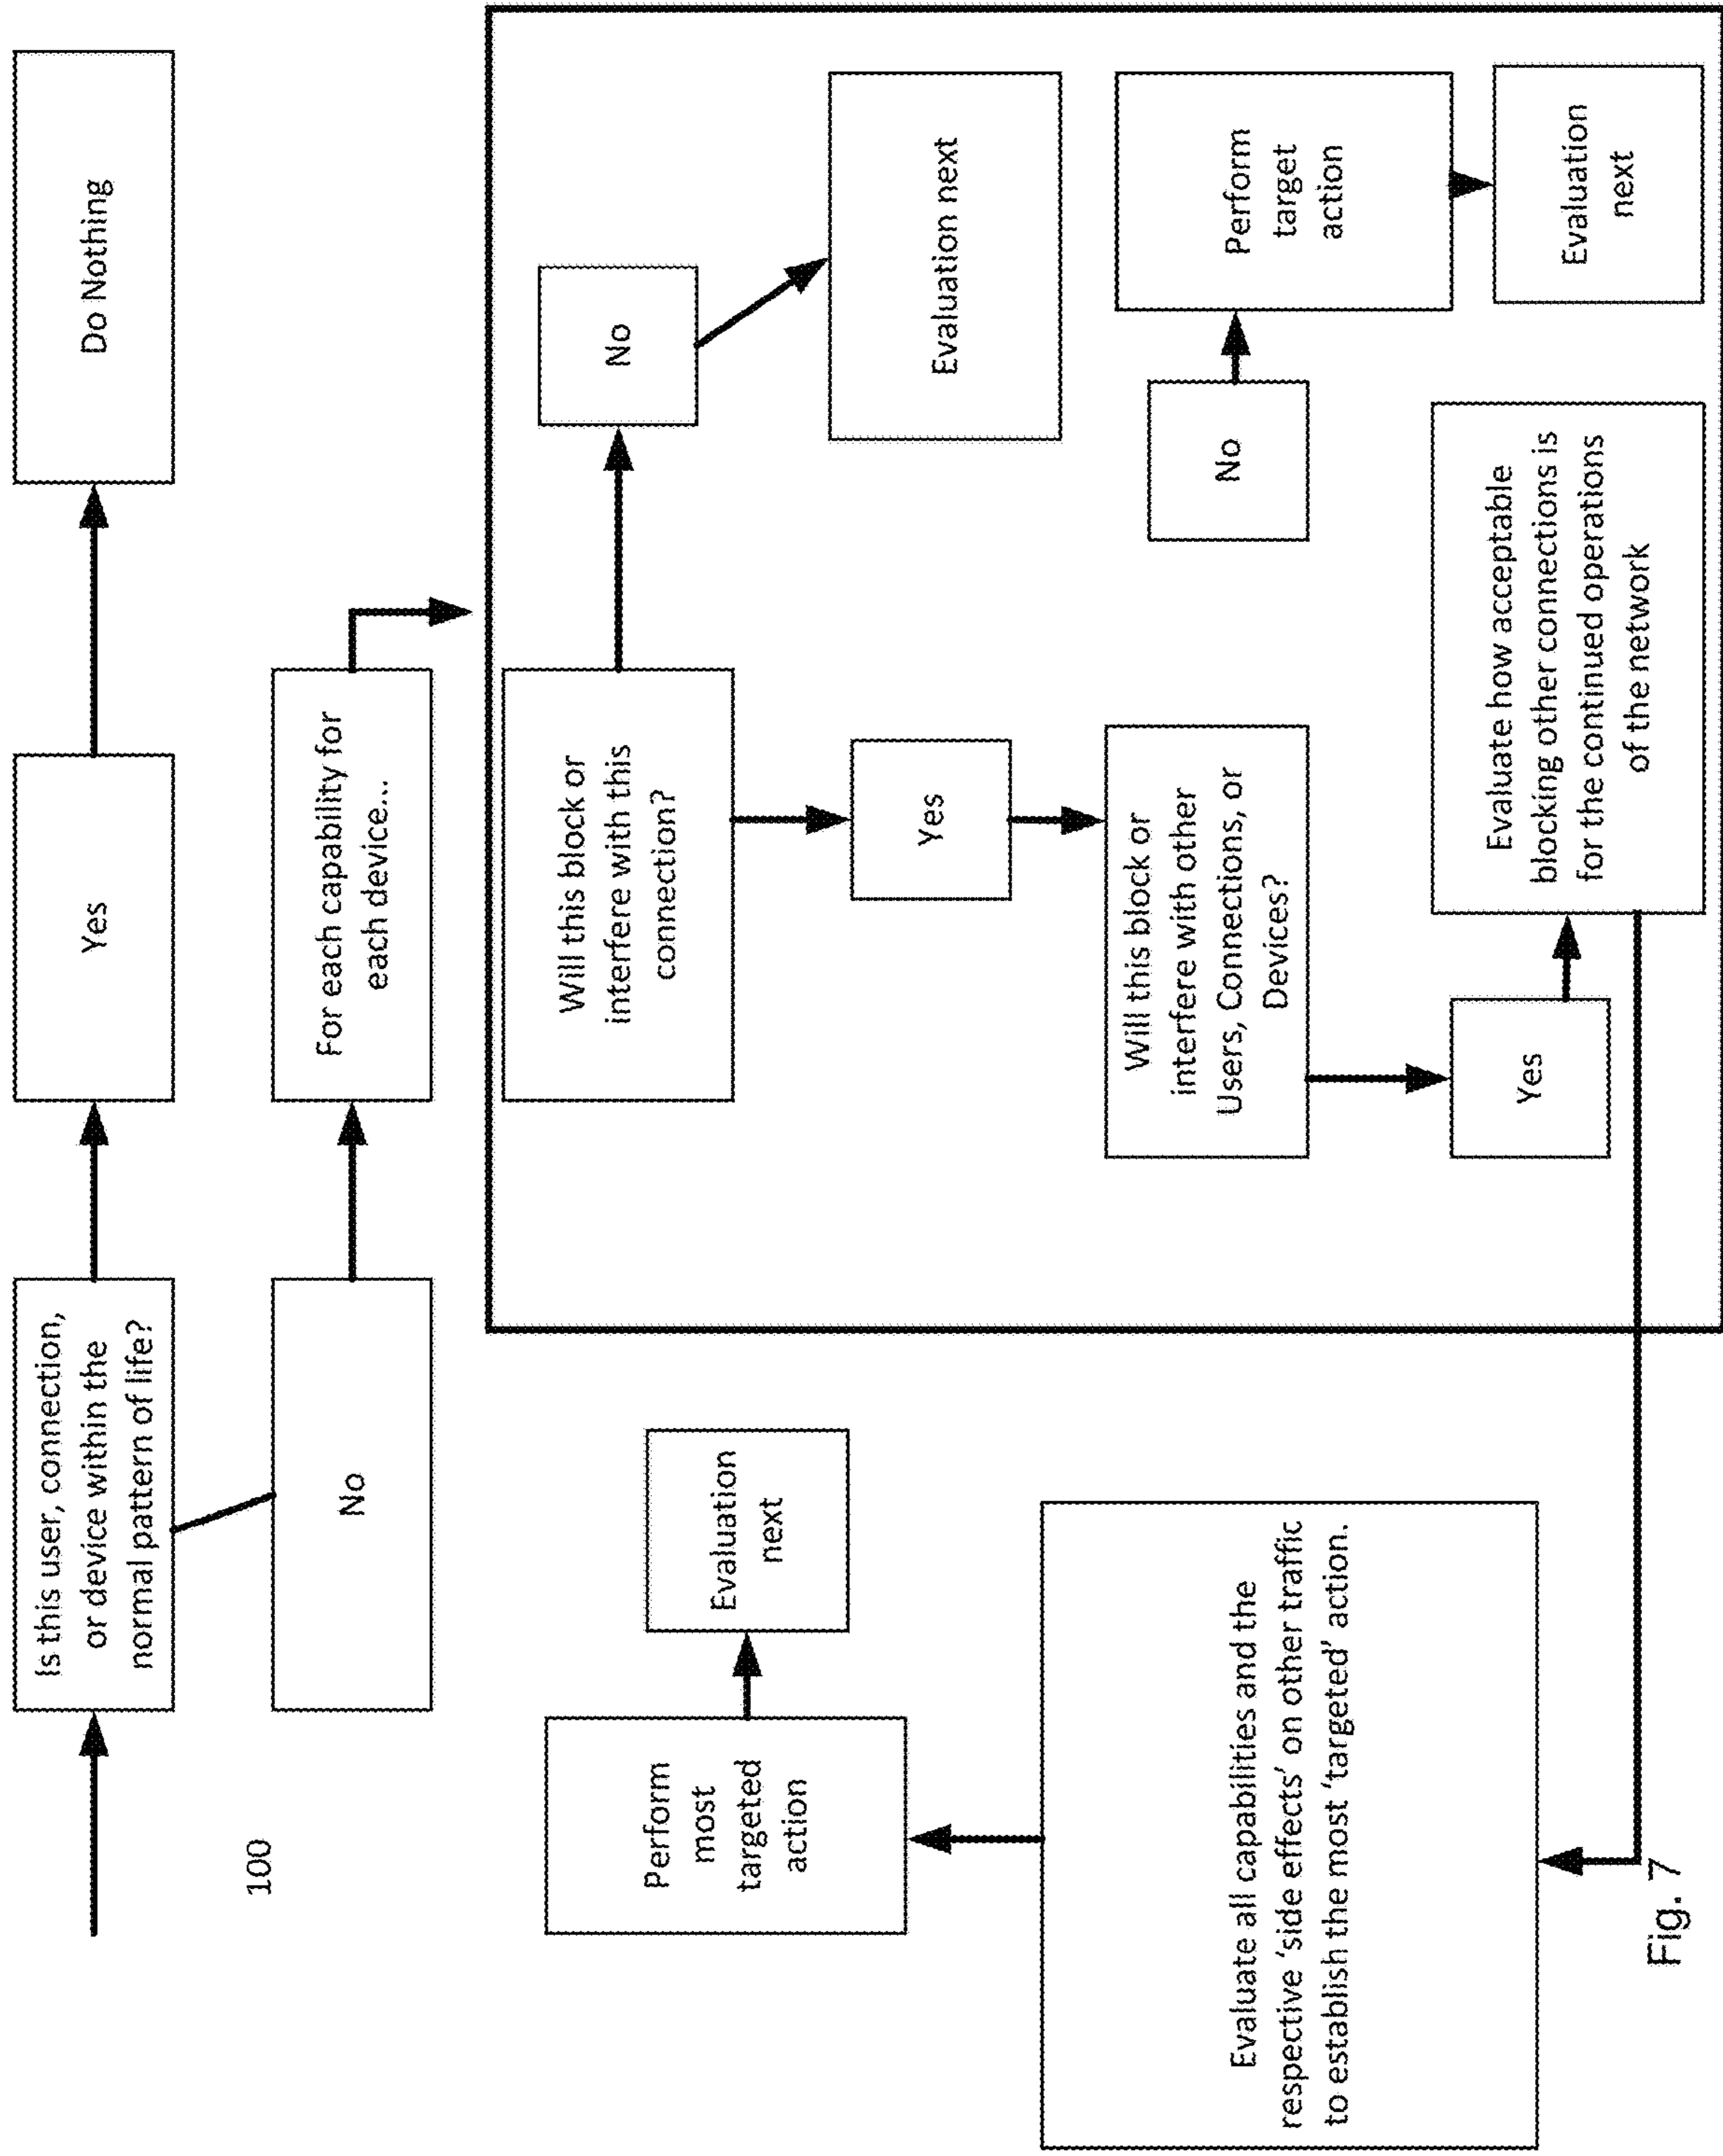 Is this user, connection,
or device within the
normal pattern of life?
Yes
Do Nothing
No
For each capability for
each device...
100
Will this block or
interfere with this
connection?
No
Evaluation next
Yes
Will this block or
interfere with other
Users, Connections, or
Devices?
No
Perform
target
action
Evaluation
next
Yes
Evaluate how acceptable
blocking other connections is
for the continued operations
of the network
Evaluate all capabilities and the
respective ‘side effects’ on other traffic
to establish the most ‘targeted’ action.
Perform
most
targeted
action
Evaluation
next
Fig. 7